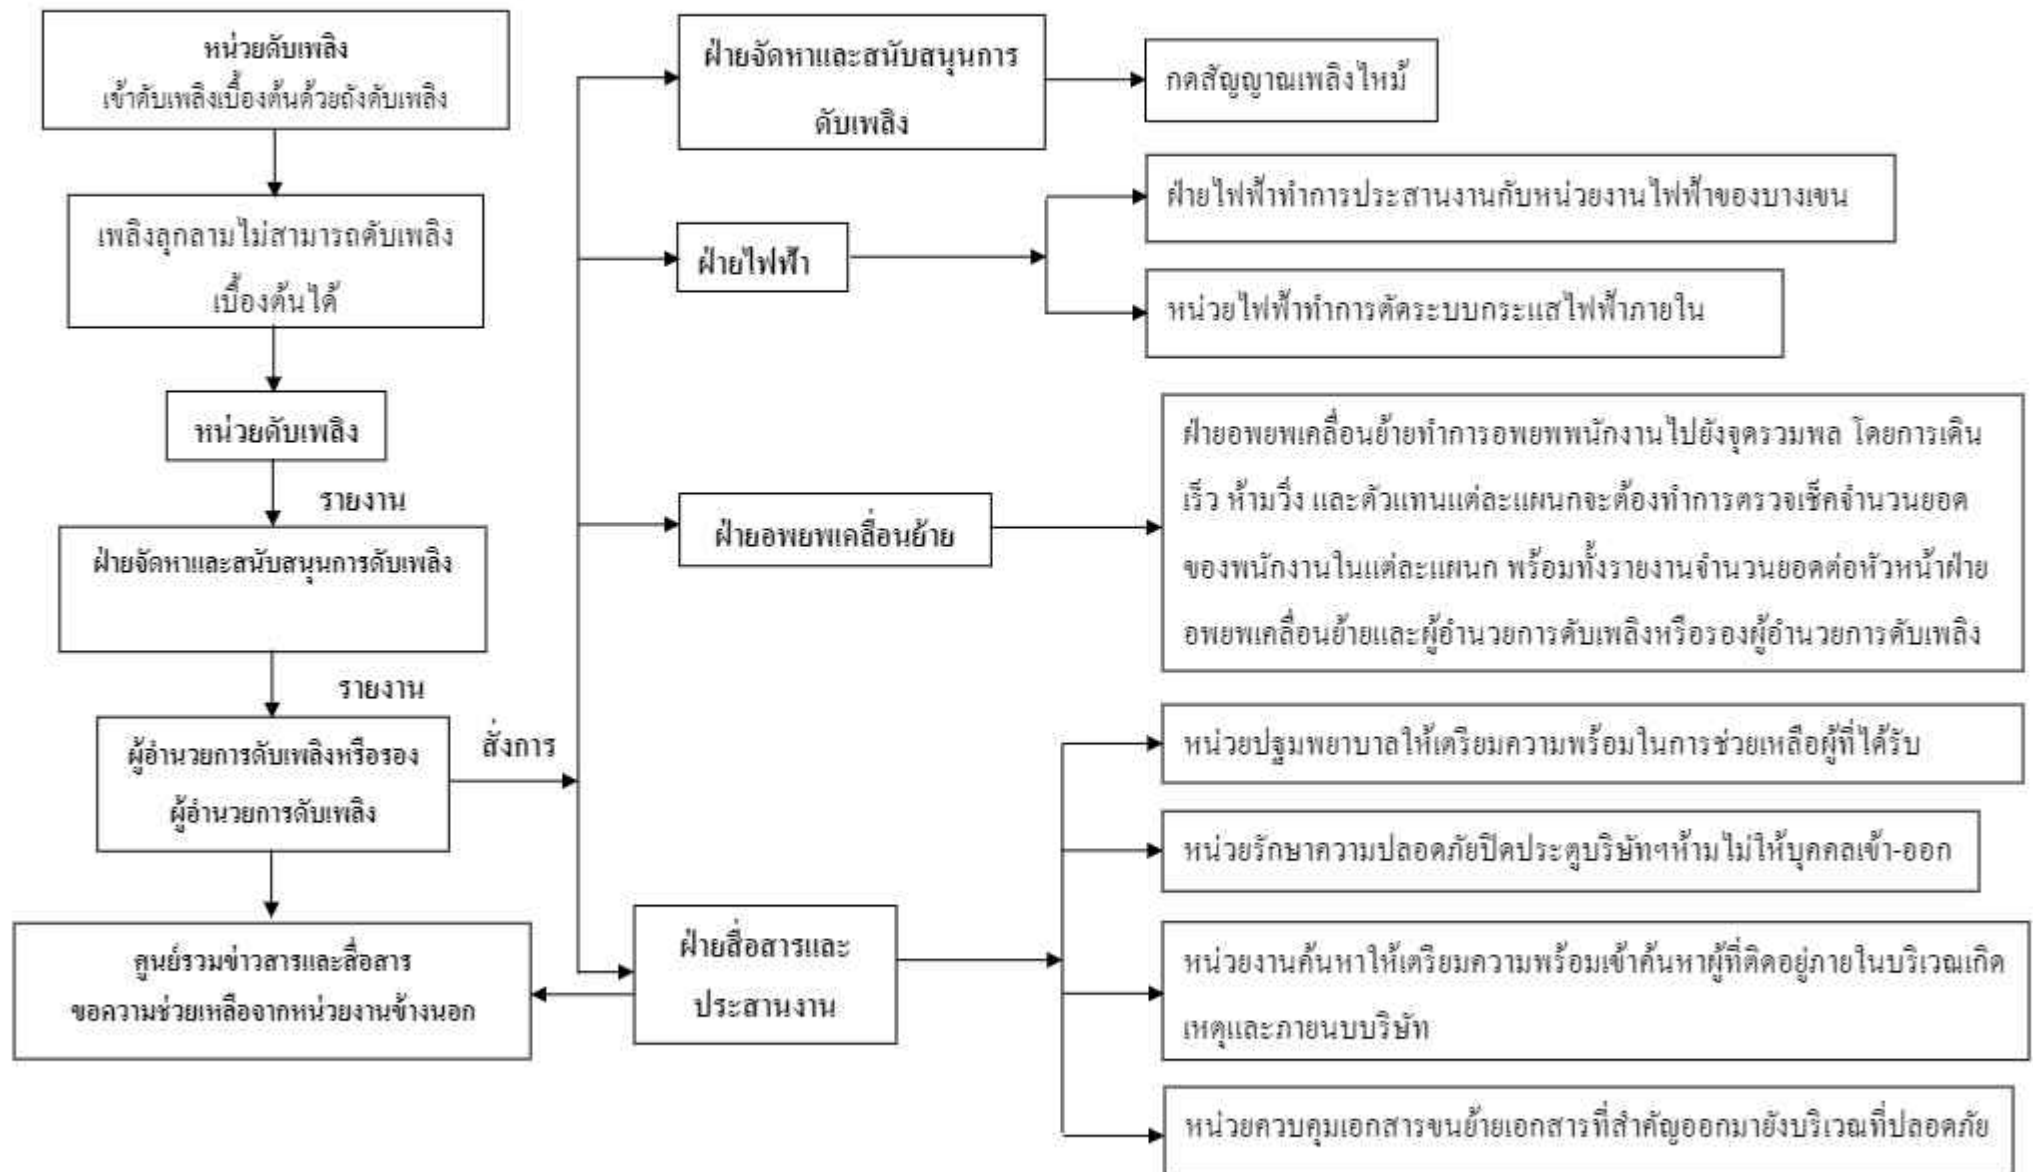 หน่วยดับเพลิง
เข้าดับเพลิงเบื้องต้นด้วยถังดับเพลิง
เพลิงลุกลามไม่สามารถดับเพลิง
เบื้องต้นได้
หน่วยดับเพลิง
รายงาน
ฝ่ายจัดหาและสนับสนุนการดับเพลิง
รายงาน
ผู้อำนวยการดับเพลิงหรือรอง
ผู้อำนวยการดับเพลิง
สั่งการ
ศูนย์รวมข่าวสารและสื่อสาร
ขอความช่วยเหลือจากหน่วยงานข้างนอก
ฝ่ายจัดหาและสนับสนุนการ
ดับเพลิง
กดสัญญาณเพลิงไหม้
ฝ่ายไฟฟ้า
ฝ่ายไฟฟ้าทำการประสานงานกับหน่วยงานไฟฟ้าของบางเขน
หน่วยไฟฟ้าทำการตัดระบบกระแสไฟฟ้าภายใน
ฝ่ายอพยพเคลื่อนย้าย
ฝ่ายอพยพเคลื่อนย้ายทำการอพยพพนักงานไปยังจุดรวมพล โดยการเดิน
เร็ว ห้ามวิ่ง และตัวแทนแต่ละแผนกจะต้องทำการตรวจเช็คจำนวนยอด
ของพนักงานในแต่ละแผนก พร้อมทั้งรายงานจำนวนยอดต่อหัวหน้าฝ่าย
อพยพเคลื่อนย้ายและผู้อำนวยการดับเพลิงหรือรองผู้อำนวยการดับเพลิง
ฝ่ายสื่อสารและ
ประสานงาน
หน่วยปฐมพยาบาลให้เตรียมความพร้อมในการช่วยเหลือผู้ที่ได้รับ
หน่วยรักษาความปลอดภัยปิดประตูบริษัทฯห้ามไม่ให้บุคคลเข้า-ออก
หน่วยงานค้นหาให้เตรียมความพร้อมเข้าค้นหาผู้ที่ติดอยู่ภายในบริเวณเกิด
เหตุและภายนบบริษัท
หน่วยควบคุมเอกสารขนย้ายเอกสารที่สำคัญออกมายังบริเวณที่ปลอดภัย